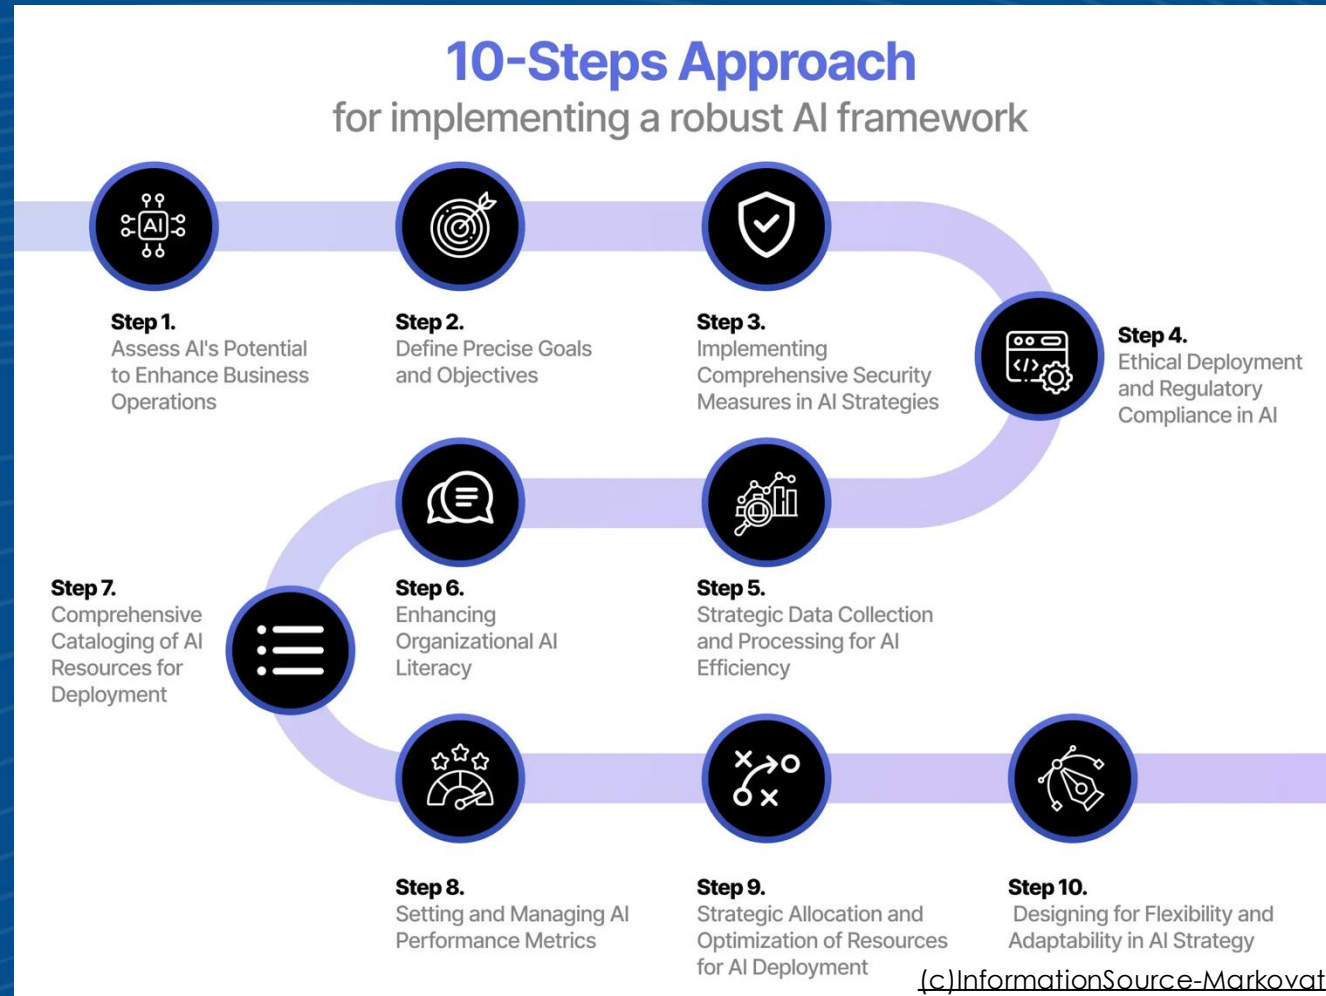 10-Steps Approach
for implementing a robust AI framework
AI
Step 1.
Assess AI's Potential
to Enhance Business
Operations
Step 2.
Define Precise Goals
and Objectives
Step 3.
Implementing
Comprehensive Security
Measures in AI Strategies
Step 4.
Ethical Deployment
and Regulatory
Compliance in AI
Step 5.
Strategic Data Collection
and Processing for AI
Efficiency
Step 6.
Enhancing
Organizational AI
Literacy
Step 7.
Comprehensive
Cataloging of AI
Resources for
Deployment
Step 8.
Setting and Managing AI
Performance Metrics
Step 9.
Strategic Allocation and
Optimization of Resources
for AI Deployment
Step 10.
Designing for Flexibility and
Adaptability in AI Strategy
(c)InformationSource-Markovat